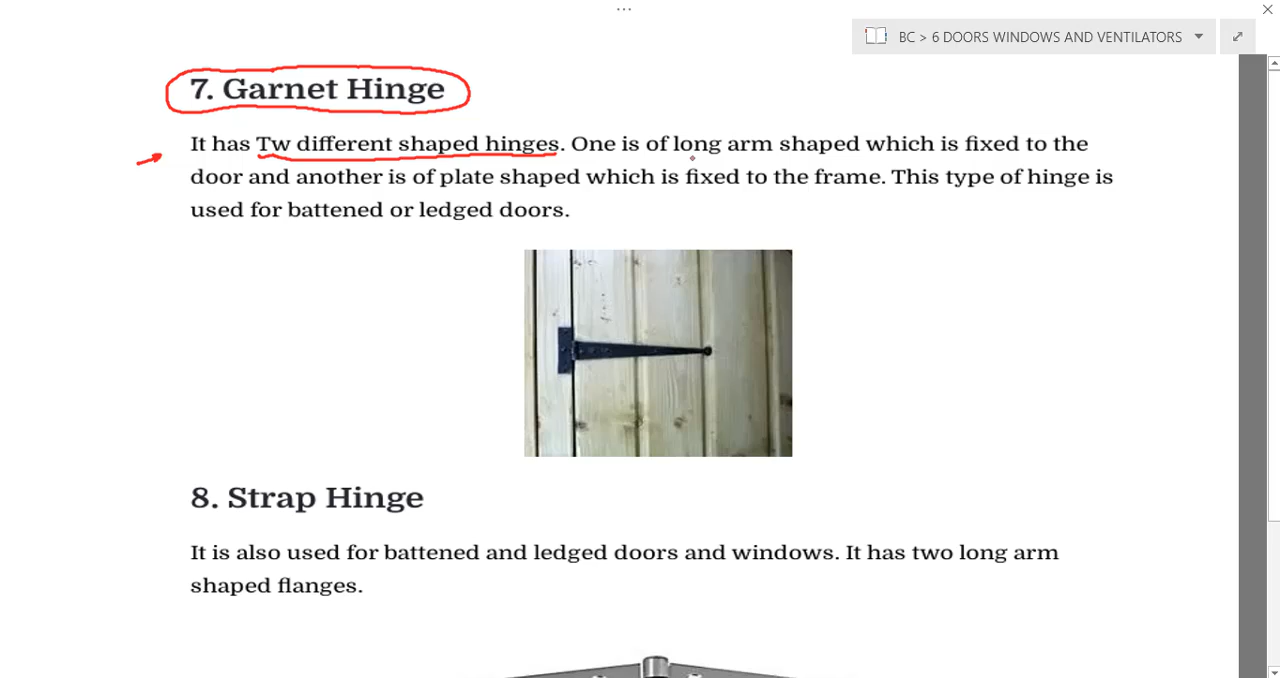 BC > 6 DOORS WINDOWS AND VENTILATORS
7. Garnet Hinge
It has Tw different shaped hinges. One is of long arm shaped which is fixed to the
door and another is of plate shaped which is fixed to the frame. This type of hinge is
used for battened or ledged doors.
8. Strap Hinge
It is also used for battened and ledged doors and windows. It has two long arm
shaped flanges.